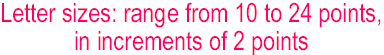 Letter sizes: range from 10 to 24 points,
in increments of 2 points